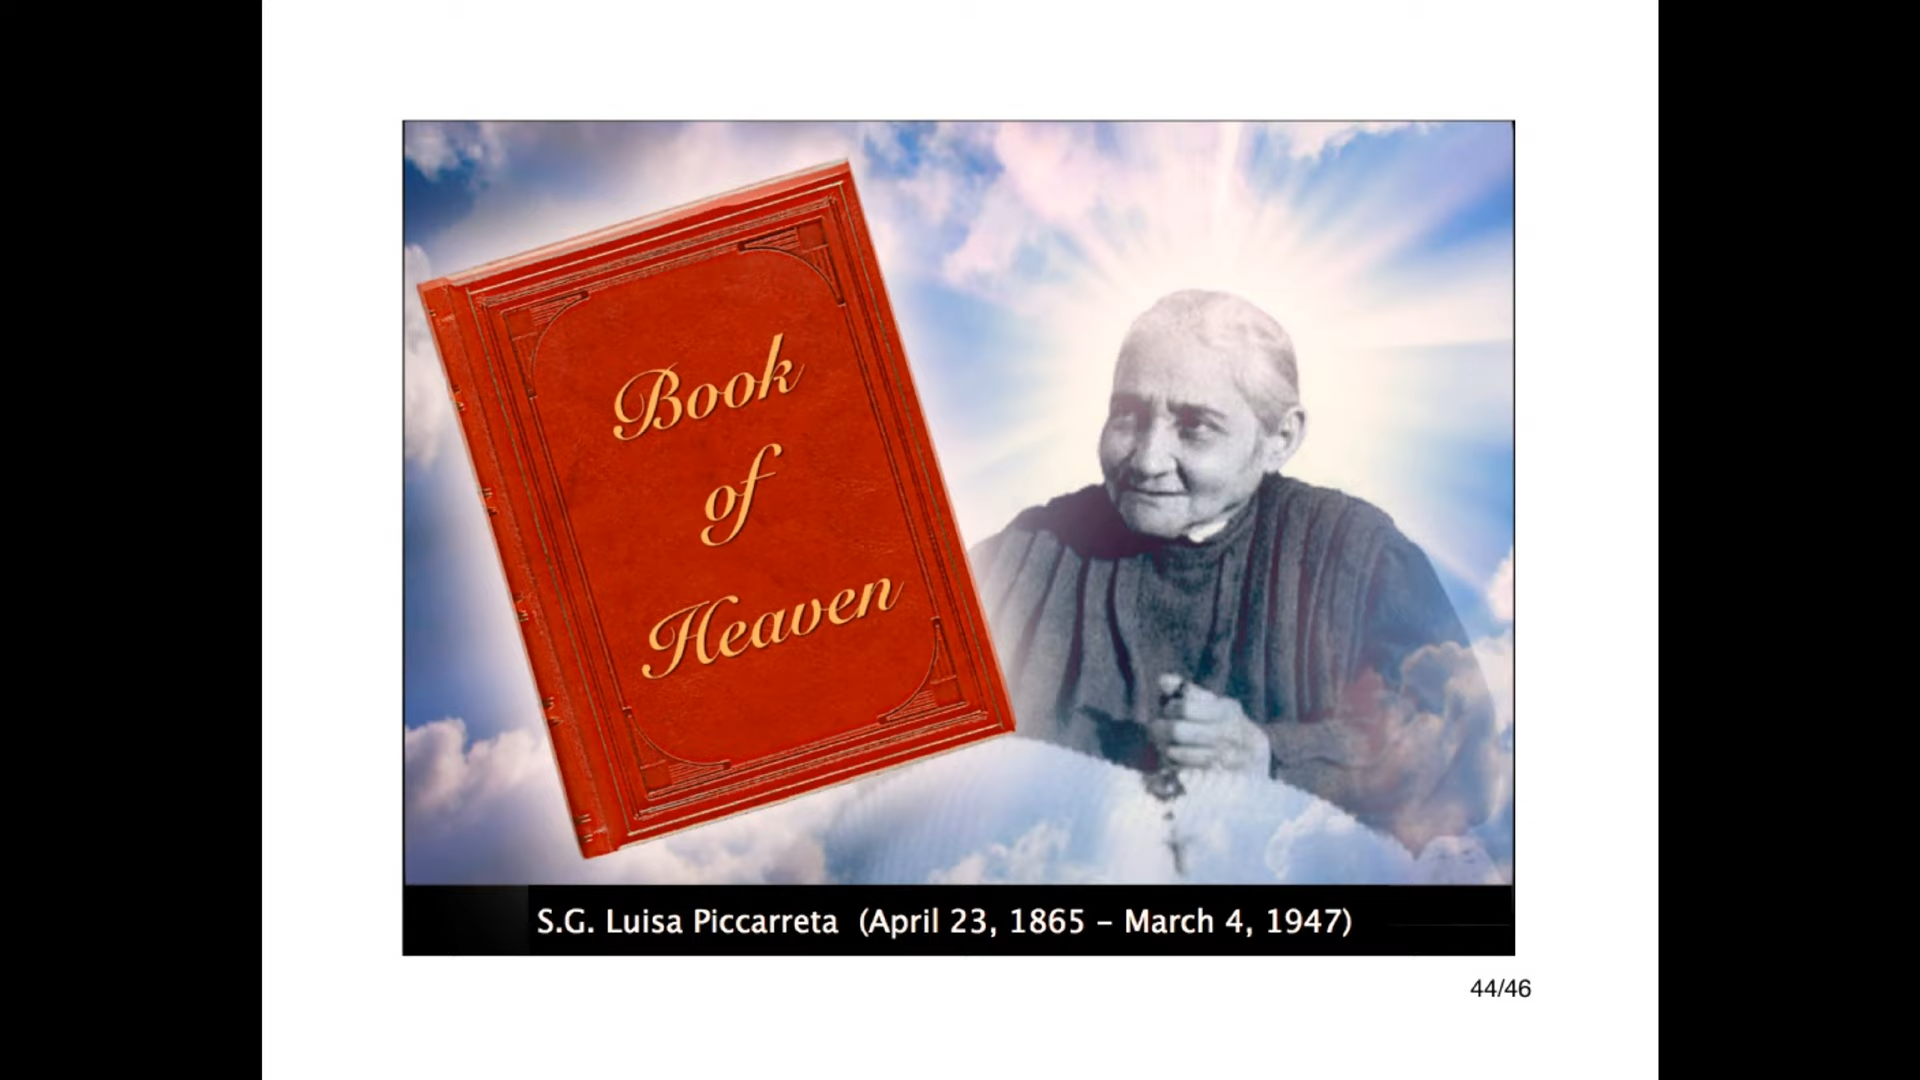 Book
of
Heaven
S.G. Luisa Piccarreta (April 23, 1865 – March 4, 1947)
44/46